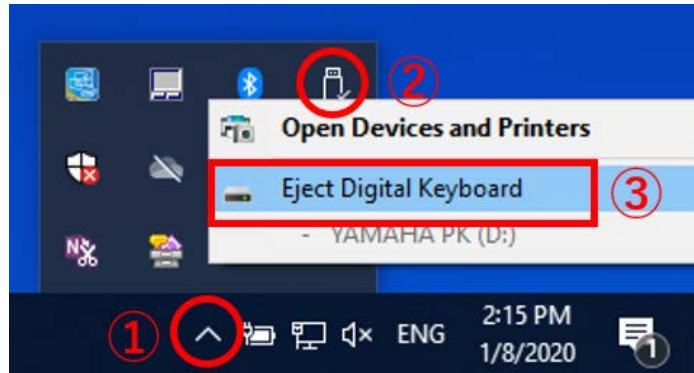 ②
Open Devices and Printers
Eject Digital Keyboard
③
- YAMAHA PK (D:)
①
ENG
2:15 PM
1/8/2020
1
N